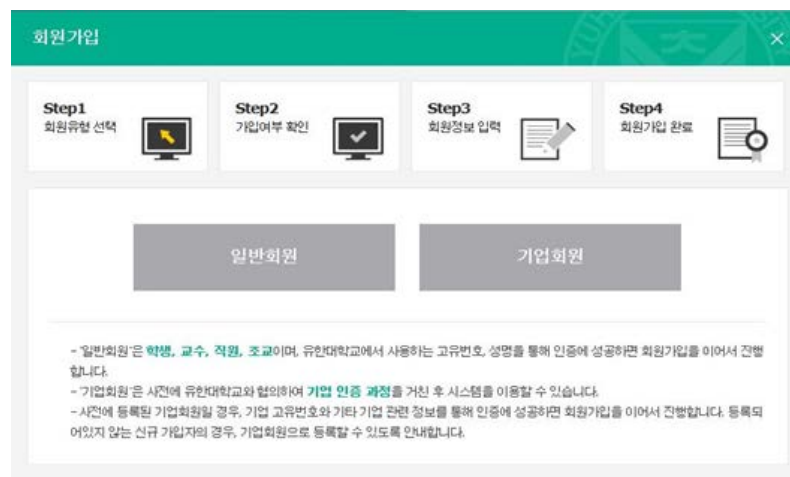 회원가입
Step1
회원유형 선택
Step2
가입여부 확인
Step3
회원정보 입력
Step4
회원가입 완료
일반회원
기업회원
- '일반회원'은 학생, 교수, 직원, 조교이며, 유한대학교에서 사용하는 고유번호, 성명을 통해 인증에 성공하면 회원가입을 이어서 진행
합니다.
- '기업회원'은 사전에 유한대학교와 협의하여 기업 인증 과정을 거친 후 시스템을 이용할 수 있습니다.
- 사전에 등록된 기업회원일 경우, 기업 고유번호와 기타 기업 관련 정보를 통해 인증에 성공하면 회원가입을 이어서 진행합니다. 등록되
어있지 않는 신규 가입자의 경우, 기업회원으로 등록할 수 있도록 안내합니다.